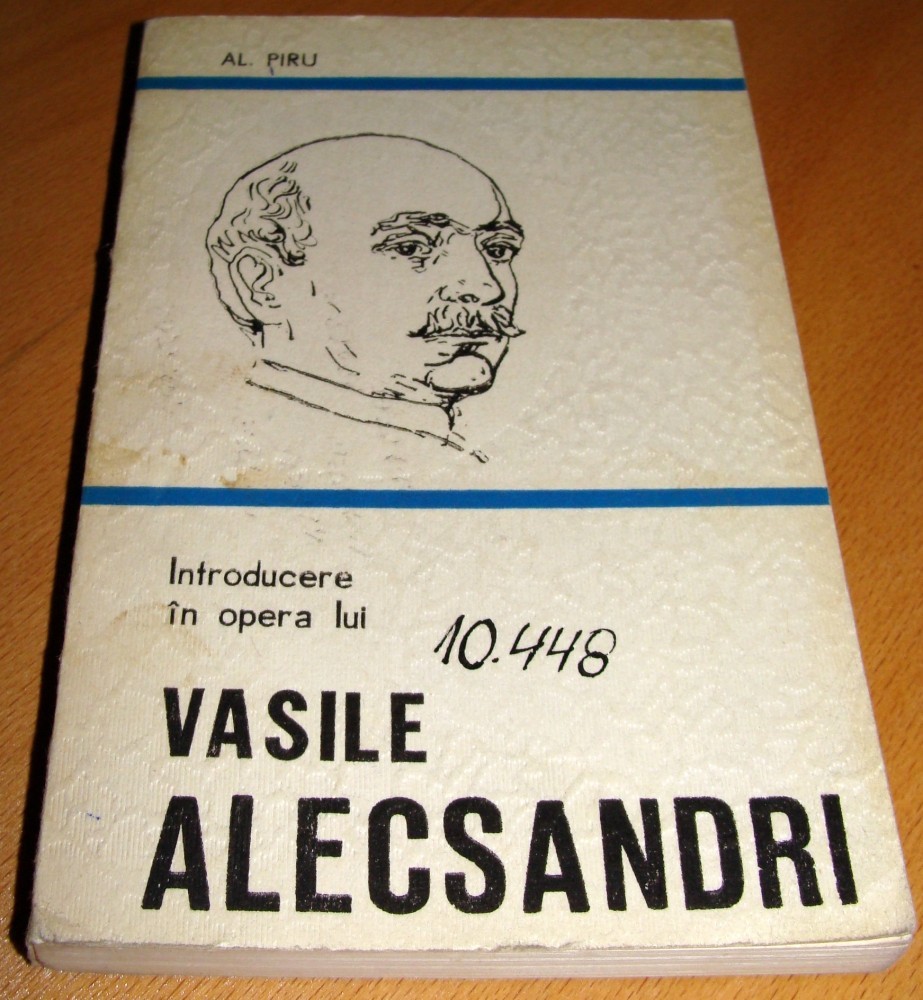 AL. PIRU
Introducere
în opera lui
10.448
VASILE
ALECSANDRI